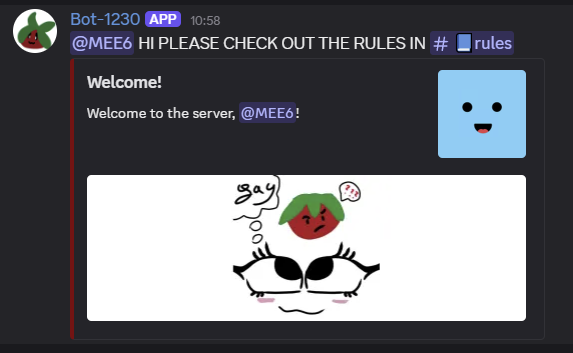 Bot-1230 APP 10:58
@MEE6 HI PLEASE CHECK OUT THE RULES IN # 📘rules
Welcome!
Welcome to the server, @MEE6!
gay
???